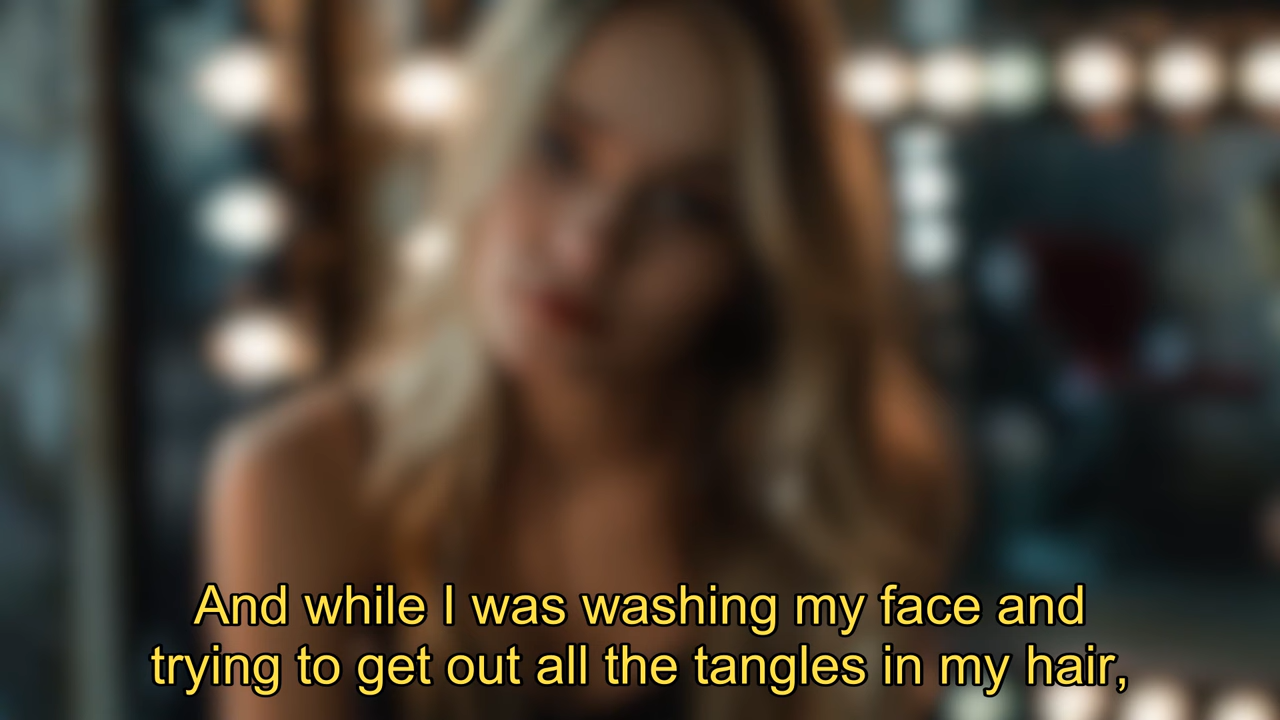 And while I was washing my face and
trying to get out all the tangles in my hair,